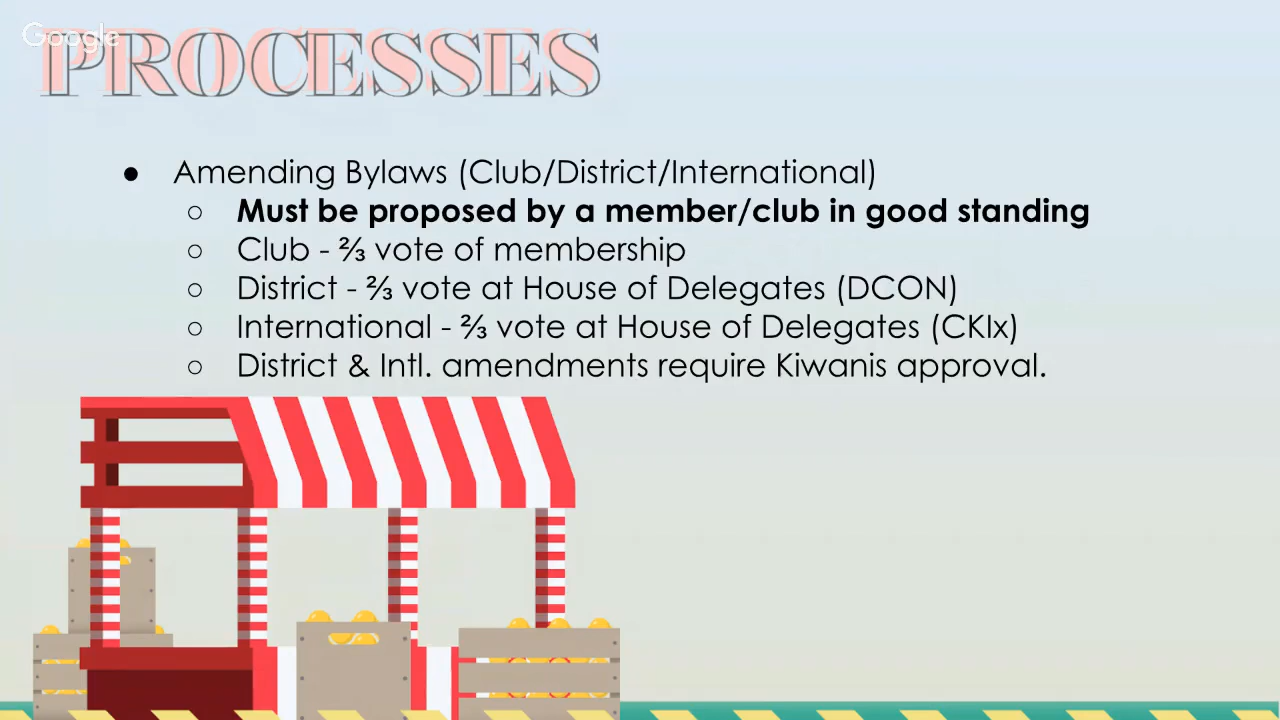 Google
PROCESSES
● Amending Bylaws (Club/District/International)
○ Must be proposed by a member/club in good standing
○ Club - ⅔ vote of membership
○ District - ⅔ vote at House of Delegates (DCON)
○ International - ⅔ vote at House of Delegates (CKIx)
○ District & Intl. amendments require Kiwanis approval.